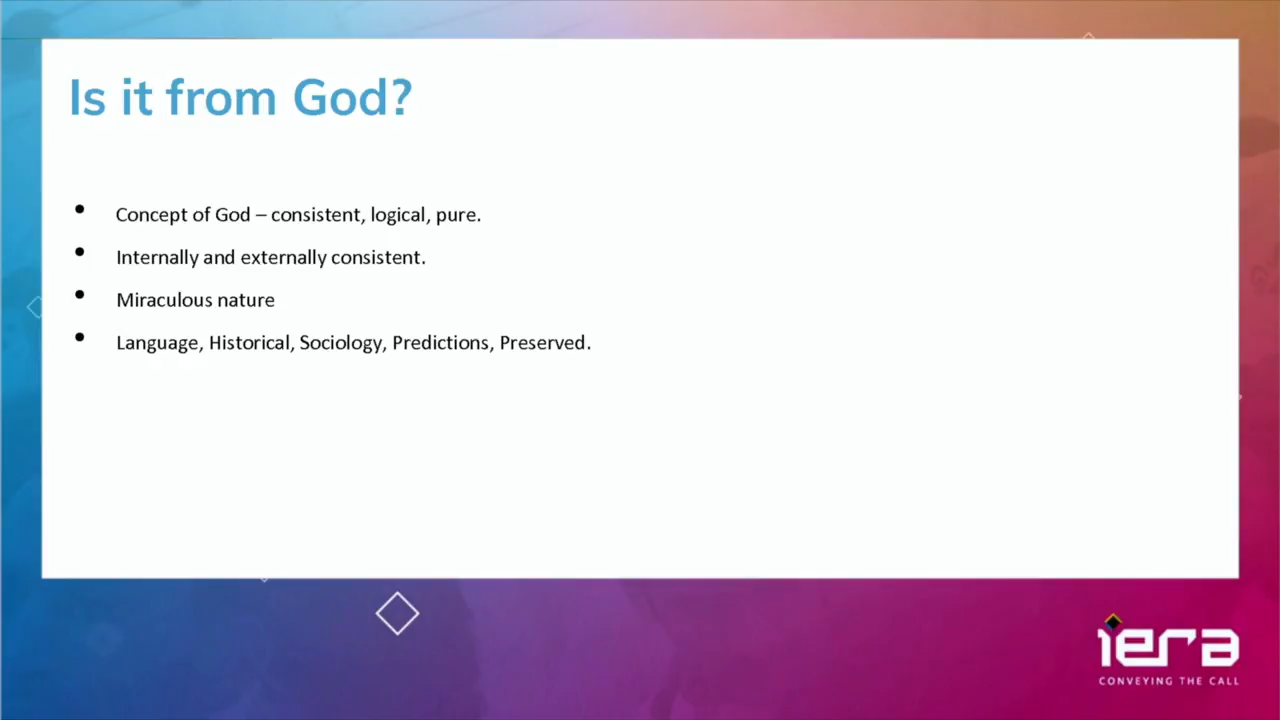 Is it from God?
• Concept of God – consistent, logical, pure.
• Internally and externally consistent.
• Miraculous nature
• Language, Historical, Sociology, Predictions, Preserved.
iera
CONVEYING THE CALL